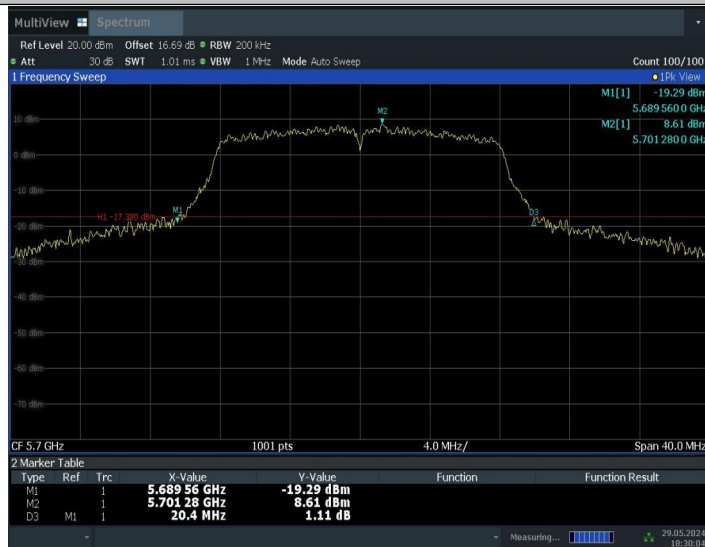 MultiView Spectrum
Ref Level 20.00 dBm Offset 16.69 dB RBW 200 kHz
Att 30 dB SWT 1.01 ms VBW 1 MHz Mode Auto Sweep Count 100/100
1 Frequency Sweep 1Pk View
M1[1] -19.29 dBm
5.689 560 0 GHz
M2[1] 8.61 dBm
5.701 280 0 GHz
M2
10 dBm
0 dBm
-10 dBm
H1 -17.390 dBm M1 D3
-20 dBm
-30 dBm
-40 dBm
-50 dBm
-60 dBm
-70 dBm
CF 5.7 GHz 1001 pts 4.0 MHz/ Span 40.0 MHz
2 Marker Table
Type Ref Trc X-Value Y-Value Function Function Result
M1 1 5.689 56 GHz -19.29 dBm
M2 1 5.701 28 GHz 8.61 dBm
D3 M1 1 20.4 MHz 1.11 dB
Measuring... 29.05.2024
18:30:04